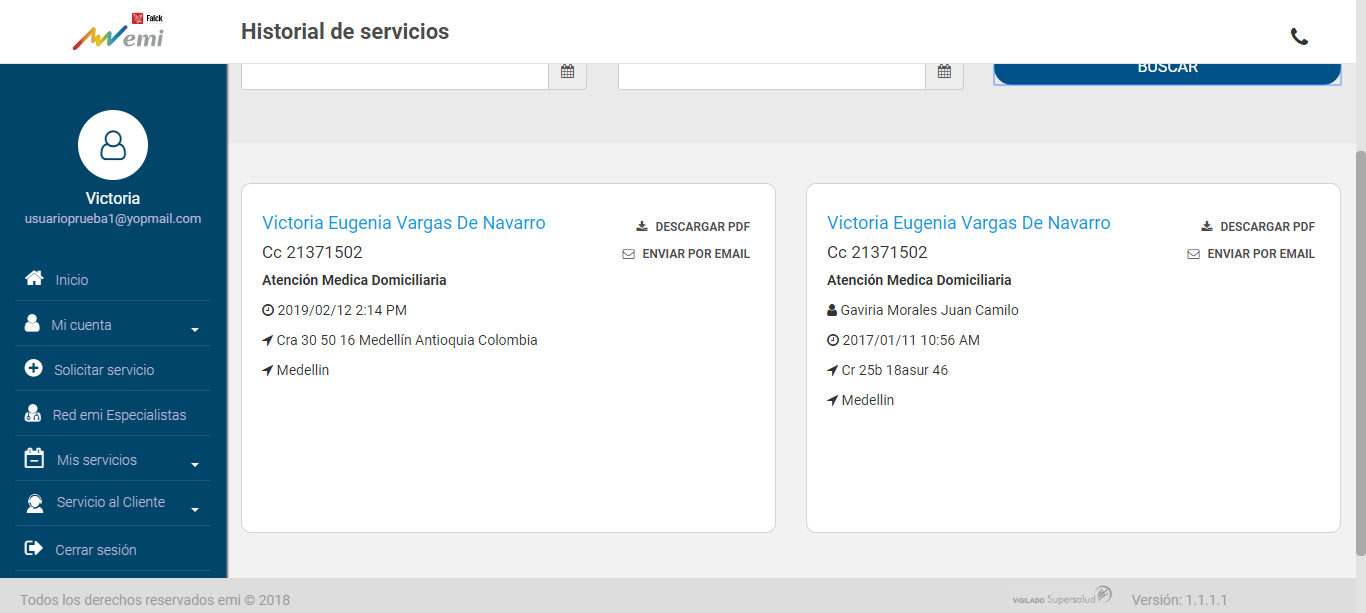 Falck
emi
Historial de servicios
BUSCAR
Victoria
usuarioprueba1@yopmail.com
Inicio
Mi cuenta
Solicitar servicio
Red emi Especialistas
Mis servicios
Servicio al Cliente
Cerrar sesión
Victoria Eugenia Vargas De Navarro
DESCARGAR PDF
Cc 21371502
ENVIAR POR EMAIL
Atención Medica Domiciliaria
2019/02/12 2:14 PM
Cra 30 50 16 Medellín Antioquia Colombia
Medellin
Victoria Eugenia Vargas De Navarro
DESCARGAR PDF
Cc 21371502
ENVIAR POR EMAIL
Atención Medica Domiciliaria
Gaviria Morales Juan Camilo
2017/01/11 10:56 AM
Cr 25b 18asur 46
Medellin
Todos los derechos reservados emi © 2018
VIGILADO Supersalud
Versión: 1.1.1.1